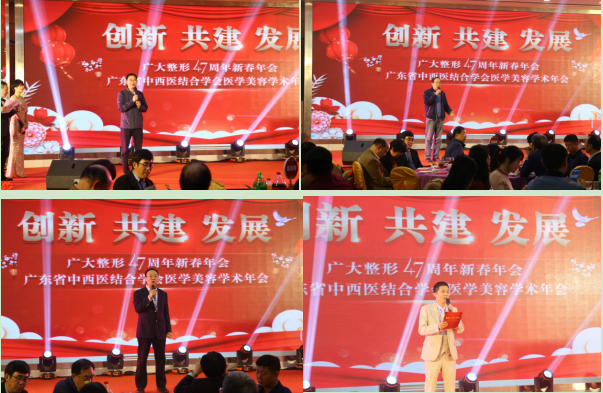 创新 共建 发展
广大整形47周年新春年会
广东省中西医结合学会医学美容学术年会
创新 共建 发展
广大整形47周年新春年会
广东省中西医结合学会医学美容学术年会
创新 共建 发展
广大整形47周年新春年会
广东省中西医结合学会医学美容学术年会
新 共建 发展
广大整形47周年新春年会
省中西医结合学会医学美容学术年会